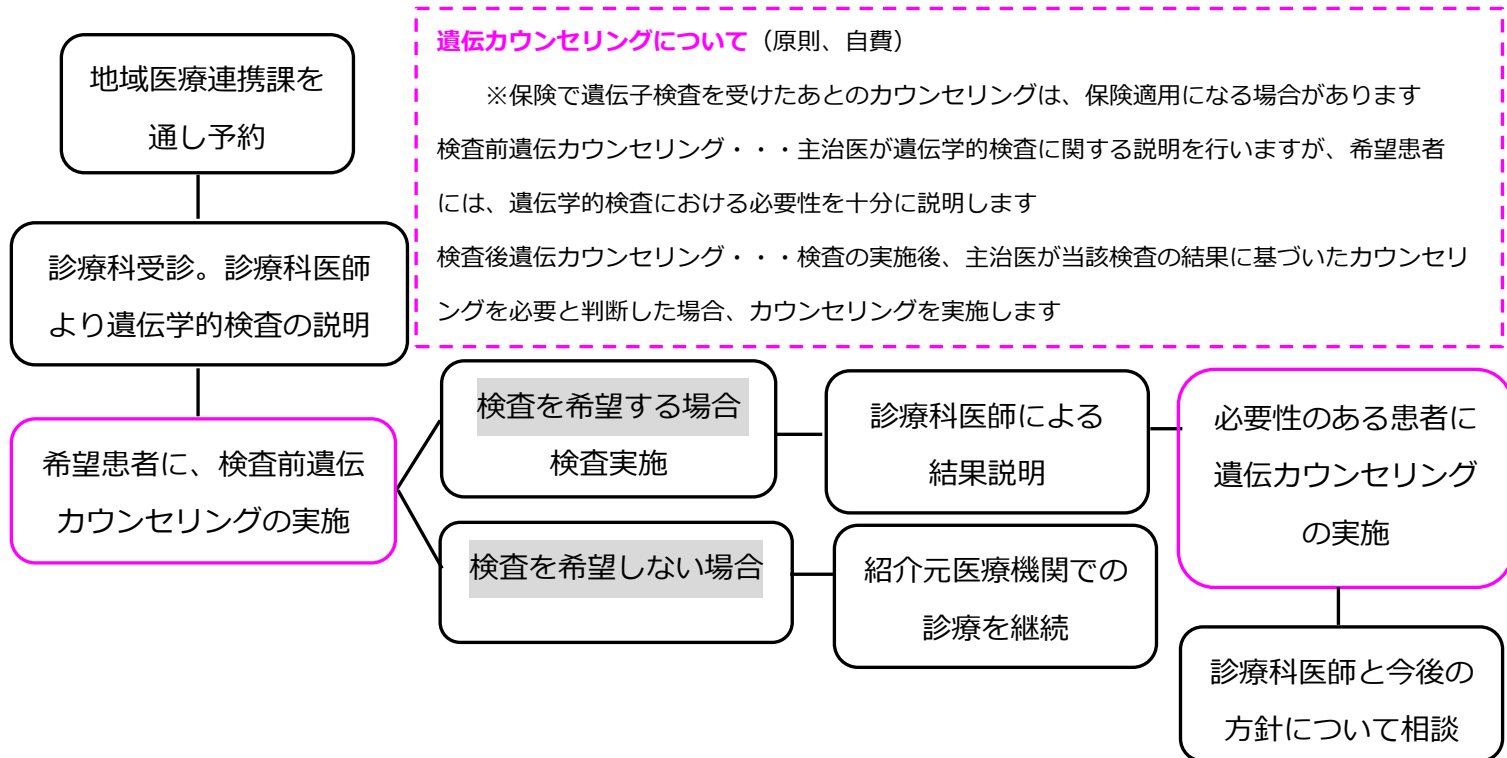 地域医療連携課を
通し予約
遺伝カウンセリングについて（原則、自費）
※保険で遺伝子検査を受けたあとのカウンセリングは、保険適用になる場合があります
検査前遺伝カウンセリング・・・主治医が遺伝学的検査に関する説明を行いますが、希望患者
には、遺伝学的検査における必要性を十分に説明します
検査後遺伝カウンセリング・・・検査の実施後、主治医が当該検査の結果に基づいたカウンセリ
ングを必要と判断した場合、カウンセリングを実施します
診療科受診。診療科医師
より遺伝学的検査の説明
希望患者に、検査前遺伝
カウンセリングの実施
検査を希望する場合
検査実施
診療科医師による
結果説明
必要性のある患者に
遺伝カウンセリング
の実施
検査を希望しない場合
紹介元医療機関での
診療を継続
診療科医師と今後の
方針について相談